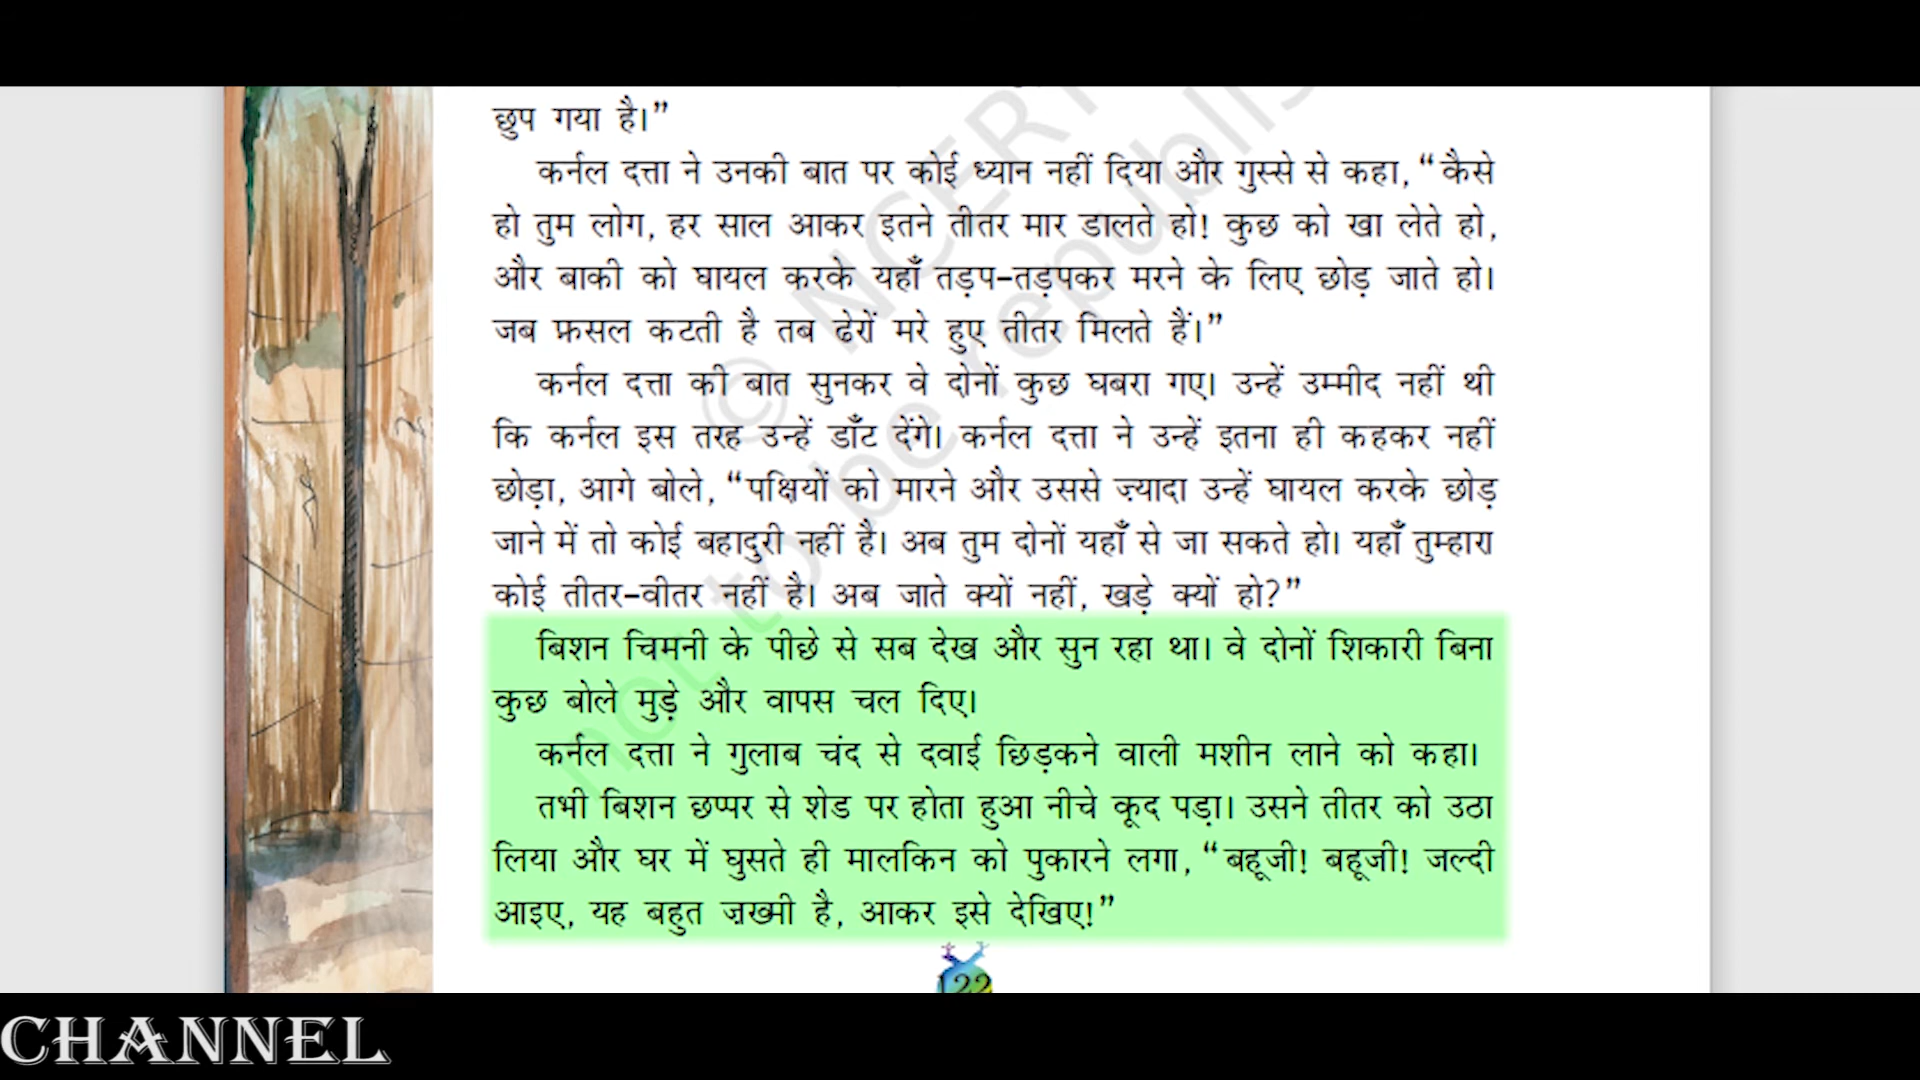 छुप गया है।”
कर्नल दत्ता ने उनकी बात पर कोई ध्यान नहीं दिया और गुस्से से कहा, “कैसे
हो तुम लोग, हर साल आकर इतने तीतर मार डालते हो! कुछ को खा लेते हो,
और बाकी को घायल करके यहाँ तड़प-तड़पकर मरने के लिए छोड़ जाते हो।
जब फ़सल कटती है तब ढेरों मरे हुए तीतर मिलते हैं।”
कर्नल दत्ता की बात सुनकर वे दोनों कुछ घबरा गए। उन्हें उम्मीद नहीं थी
कि कर्नल इस तरह उन्हें डाँट देंगे। कर्नल दत्ता ने उन्हें इतना ही कहकर नहीं
छोड़ा, आगे बोले, “पक्षियों को मारने और उससे ज़्यादा उन्हें घायल करके छोड़
जाने में तो कोई बहादुरी नहीं है। अब तुम दोनों यहाँ से जा सकते हो। यहाँ तुम्हारा
कोई तीतर-वीतर नहीं है। अब जाते क्यों नहीं, खड़े क्यों हो?”
बिशन चिमनी के पीछे से सब देख और सुन रहा था। वे दोनों शिकारी बिना
कुछ बोले मुड़े और वापस चल दिए।
कर्नल दत्ता ने गुलाब चंद से दवाई छिड़कने वाली मशीन लाने को कहा।
तभी बिशन छप्पर से शेड पर होता हुआ नीचे कूद पड़ा। उसने तीतर को उठा
लिया और घर में घुसते ही मालकिन को पुकारने लगा, “बहूजी! बहूजी! जल्दी
आइए, यह बहुत ज़ख्मी है, आकर इसे देखिए!”
122
© NCERT
not to be republis
CHANNEL